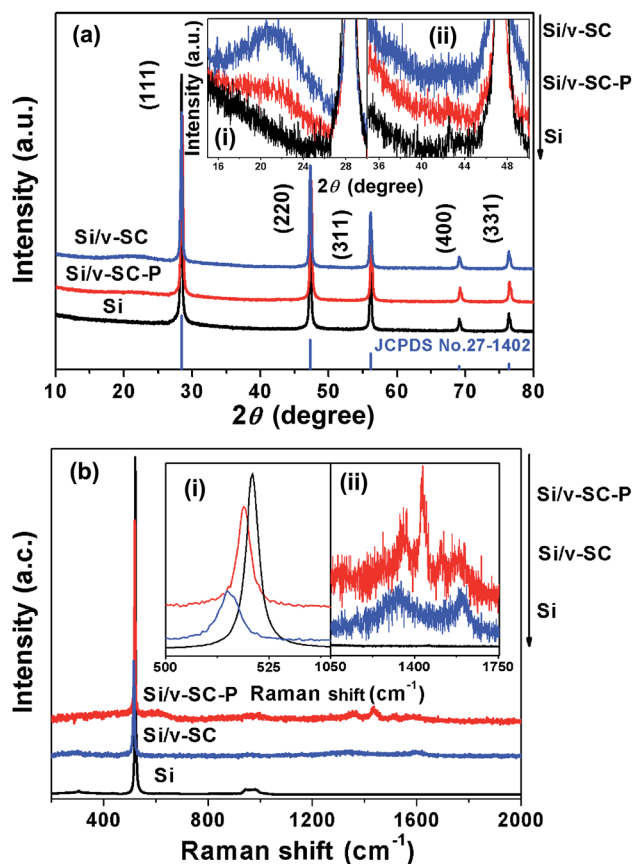 (a)
(111)
Intensity (a.u.)
(i)
(ii)
16 20 24 28 36 40 44 48
2θ (degree)
Si/v-SC
Si/v-SC-P
Si
Intensity (a.u.)
(220)
(311)
(400)
(331)
Si/v-SC
Si/v-SC-P
Si
JCPDS No.27-1402
10 20 30 40 50 60 70 80
2θ (degree)
(b)
(i)
(ii)
500 525 1050 1400 1750
Raman shift (cm-1)
Si/v-SC-P
Si/v-SC
Si
Intensity (a.c.)
Si/v-SC-P
Si/v-SC
Si
400 800 1200 1600 2000
Raman shift (cm-1)